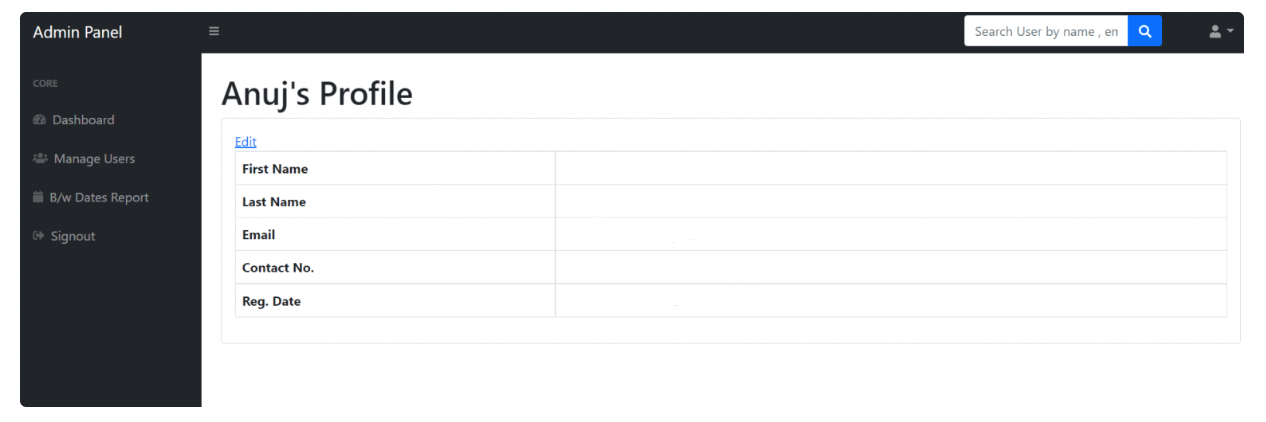 Admin Panel
Search User by name , en
CORE
Dashboard
Manage Users
B/w Dates Report
Signout
Anuj's Profile
Edit
First Name
Last Name
Email
Contact No.
Reg. Date